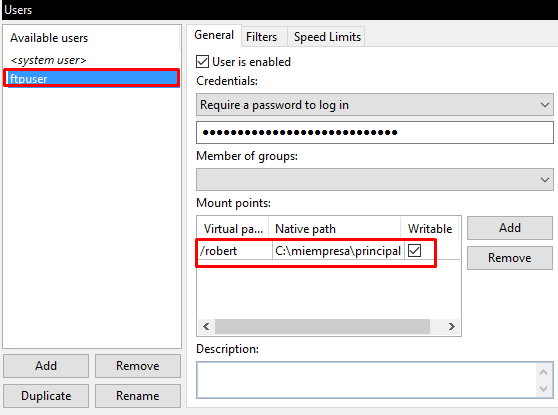 Users
Available users
<system user>
ftpuser
Add
Remove
Duplicate
Rename
General
Filters
Speed Limits
User is enabled
Credentials:
Require a password to log in
●●●●●●●●●●●●●●●●●●●●●●●●●●●●
Member of groups:
Mount points:
Virtual pa... Native path Writable
/robert C:\miempresa\principal
Add
Remove
Description: